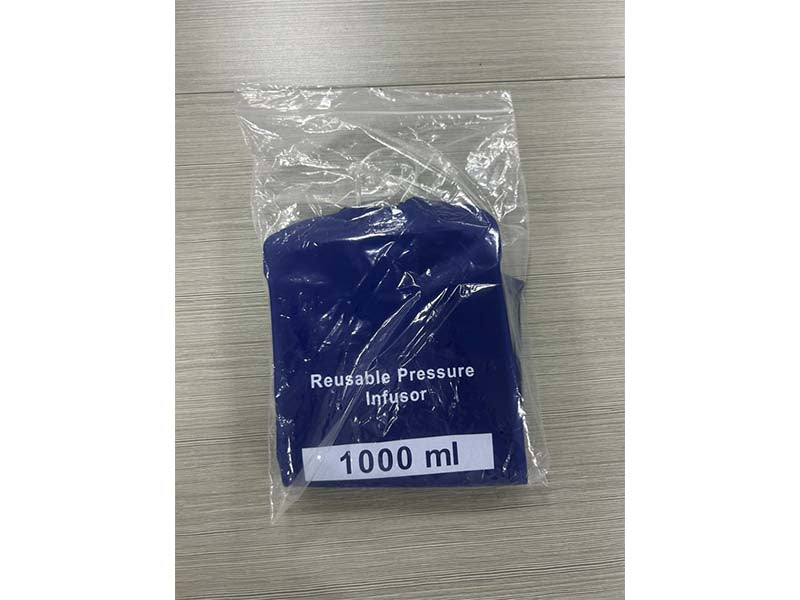 Reusable Pressure
Infusor
1000 ml